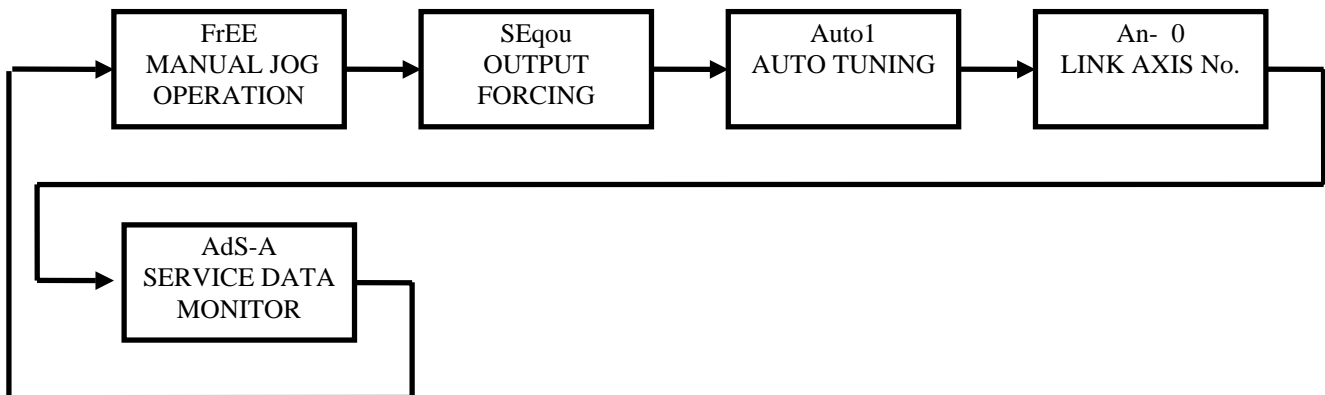 FrEE
MANUAL JOG
OPERATION
SEqou
OUTPUT
FORCING
Auto1
AUTO TUNING
An- 0
LINK AXIS No.
AdS-A
SERVICE DATA
MONITOR